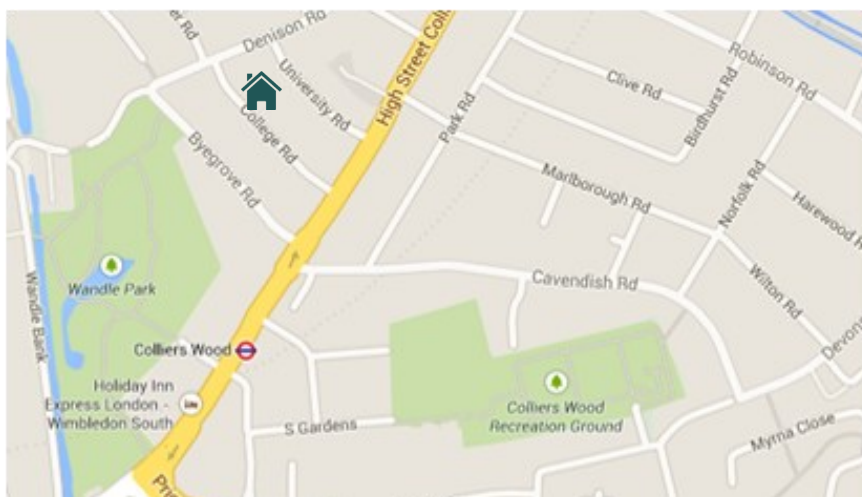 Denison Rd
University Rd
College Rd
Byegrove Rd
High Street Coll
Park Rd
Clive Rd
Birdhurst Rd
Robinson Rd
Marlborough Rd
Norfolk Rd
Harewood R
Wandle Park
Wandle Bank
Cavendish Rd
Wilton Rd
Colliers Wood
Devons
Holiday Inn
Express London -
Wimbledon South
S Gardens
Colliers Wood
Recreation Ground
Myrna Close